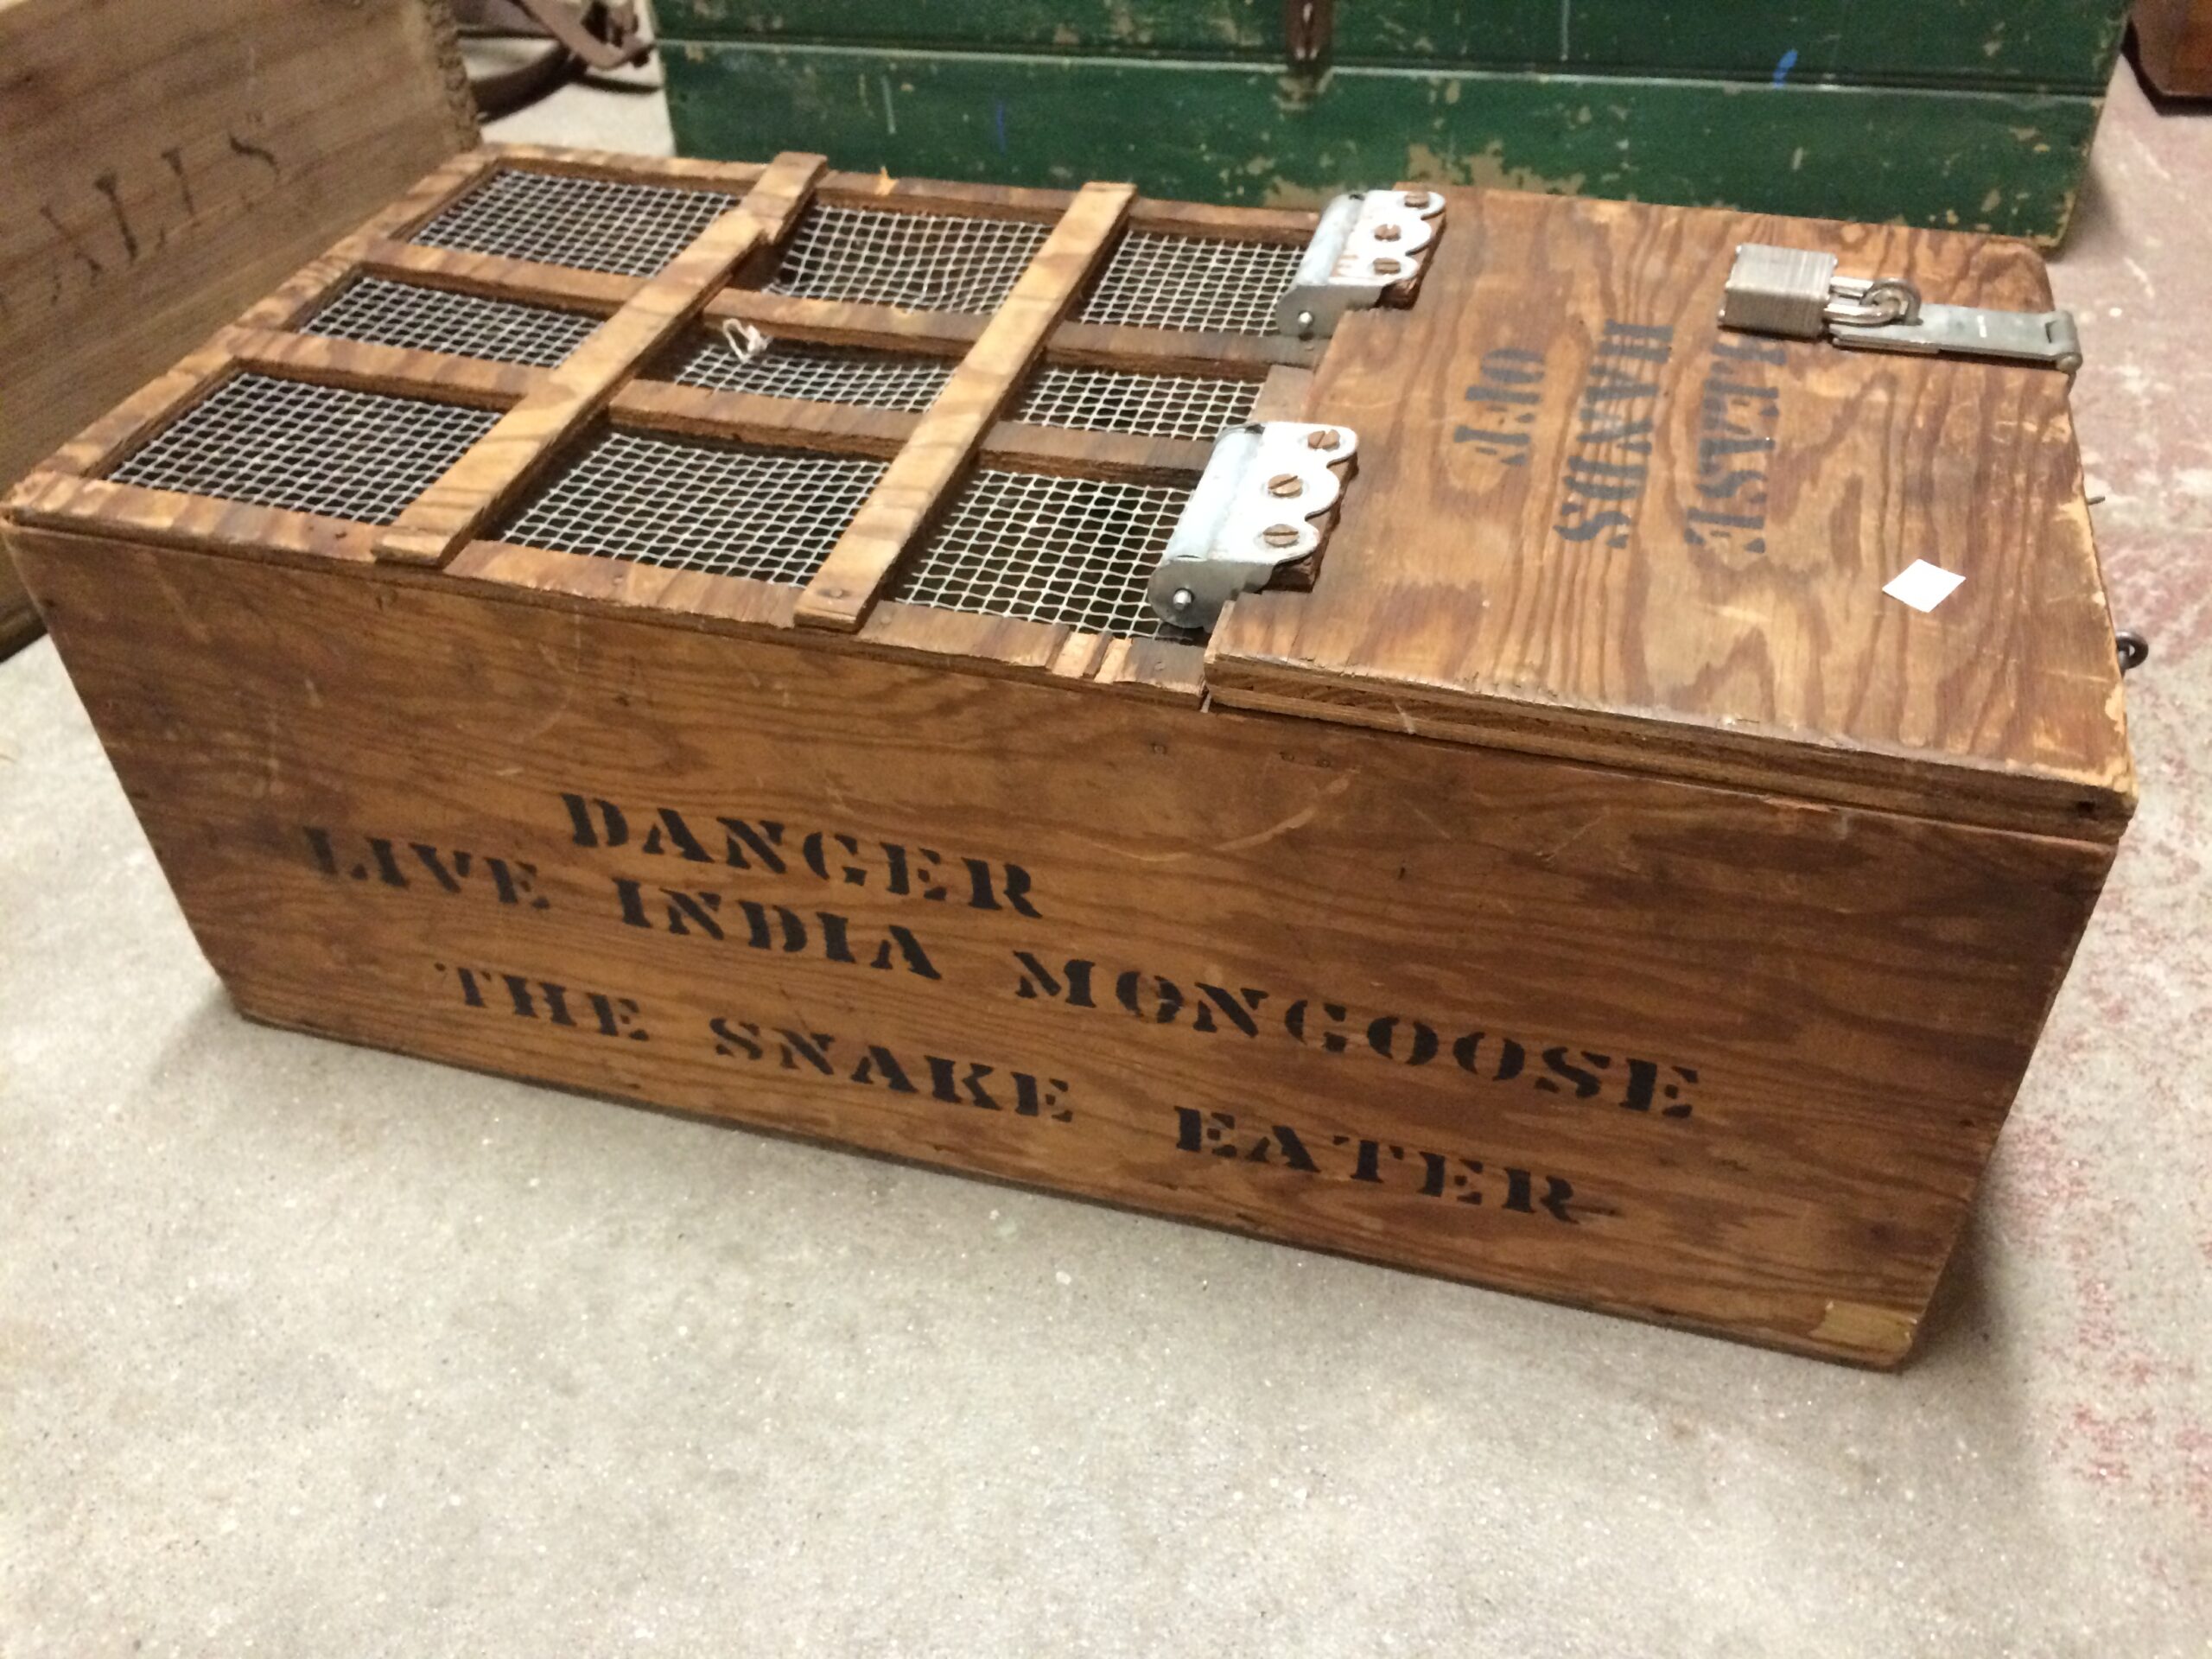 PLEASE
HANDS
OFF
DANGER
LIVE INDIA MONGOOSE
THE SNAKE EATER